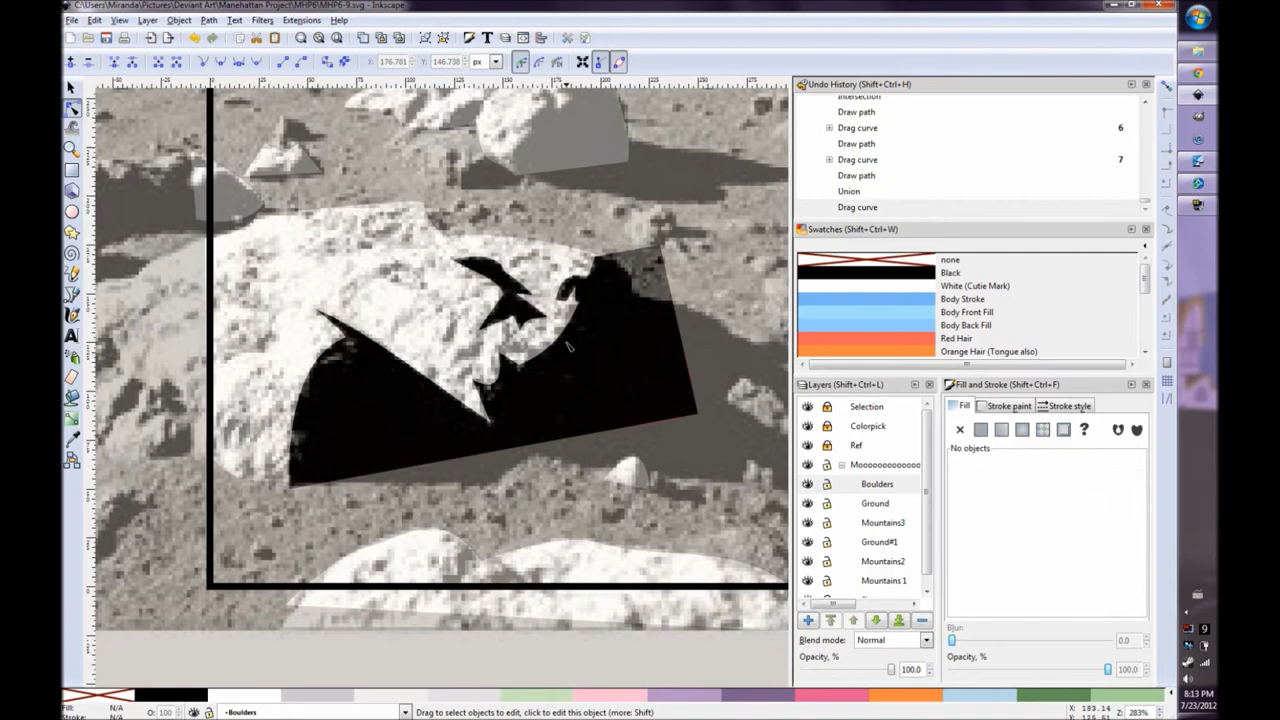 C:\Users\Miranda\Pictures\Deviant Art\Manehattan Project\MHP6\MHP6-9.svg - Inkscape
File Edit View Layer Object Path Text Filters Extensions Help
X: 176.781 Y: 146.738 px
Undo History (Shift+Ctrl+H)
Intersection
Draw path
Drag curve 6
Draw path
Drag curve 7
Draw path
Union
Drag curve
Swatches (Shift+Ctrl+W)
none
Black
White (Cutie Mark)
Body Stroke
Body Front Fill
Body Back Fill
Red Hair
Orange Hair (Tongue also)
Layers (Shift+Ctrl+L)
Fill and Stroke (Shift+Ctrl+F)
Selection
Colorpick
Ref
Boulders
Ground
Mountains3
Ground#1
Mountains2
Mountains 1
Fill Stroke paint Stroke style
?
No objects
Blur:
0.0
Blend mode: Normal
Opacity, %
100.0
Opacity, %
100.0
9
8:13 PM
7/23/2012
Fill: N/A
Stroke: N/A
O: 100
•Boulders
Drag to select objects to edit, click to edit this object (more: Shift)
X: 183.14
Z: 283%